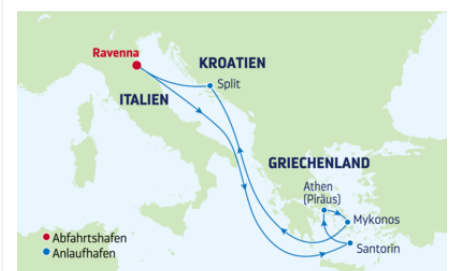 Ravenna
KROATIEN
Split
ITALIEN
GRIECHENLAND
Athen
(Piräus)
Mykonos
Santorin
Abfahrtshafen
Anlaufhafen